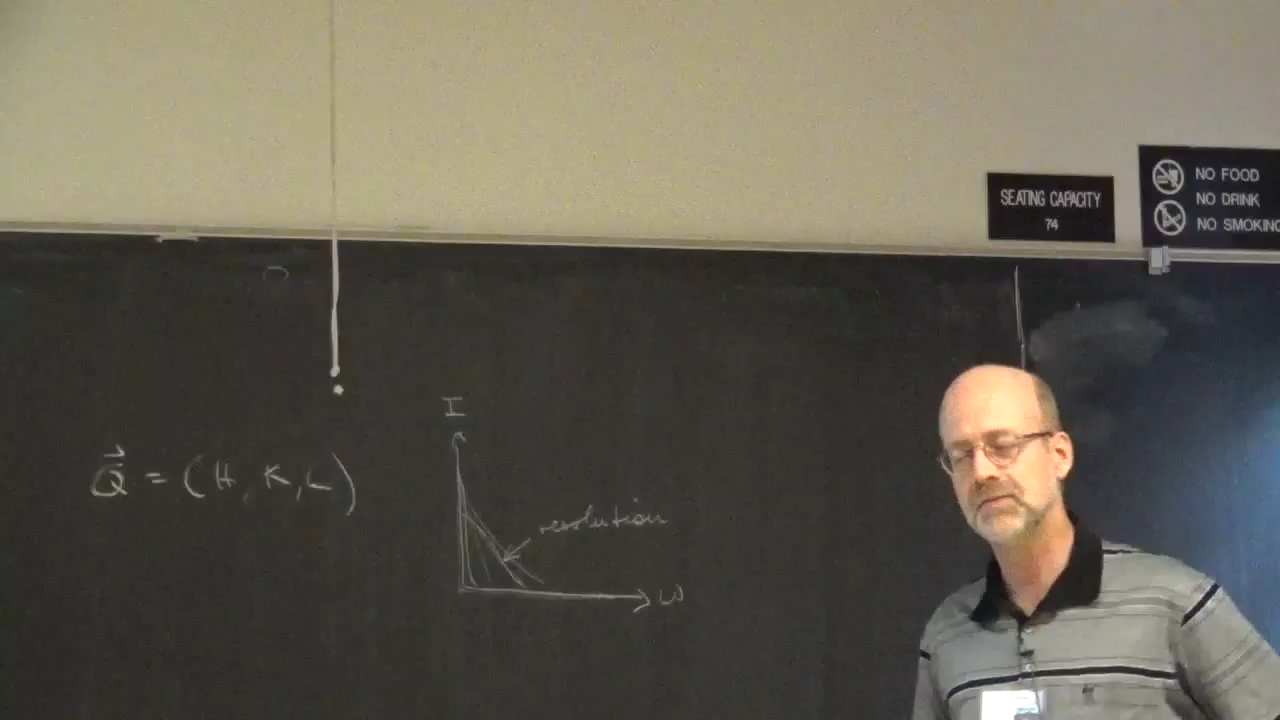 SEATING CAPACITY
74
NO FOOD
NO DRINK
NO SMOKING
I
Q⃗ = (H, K, L)
resolution
ω